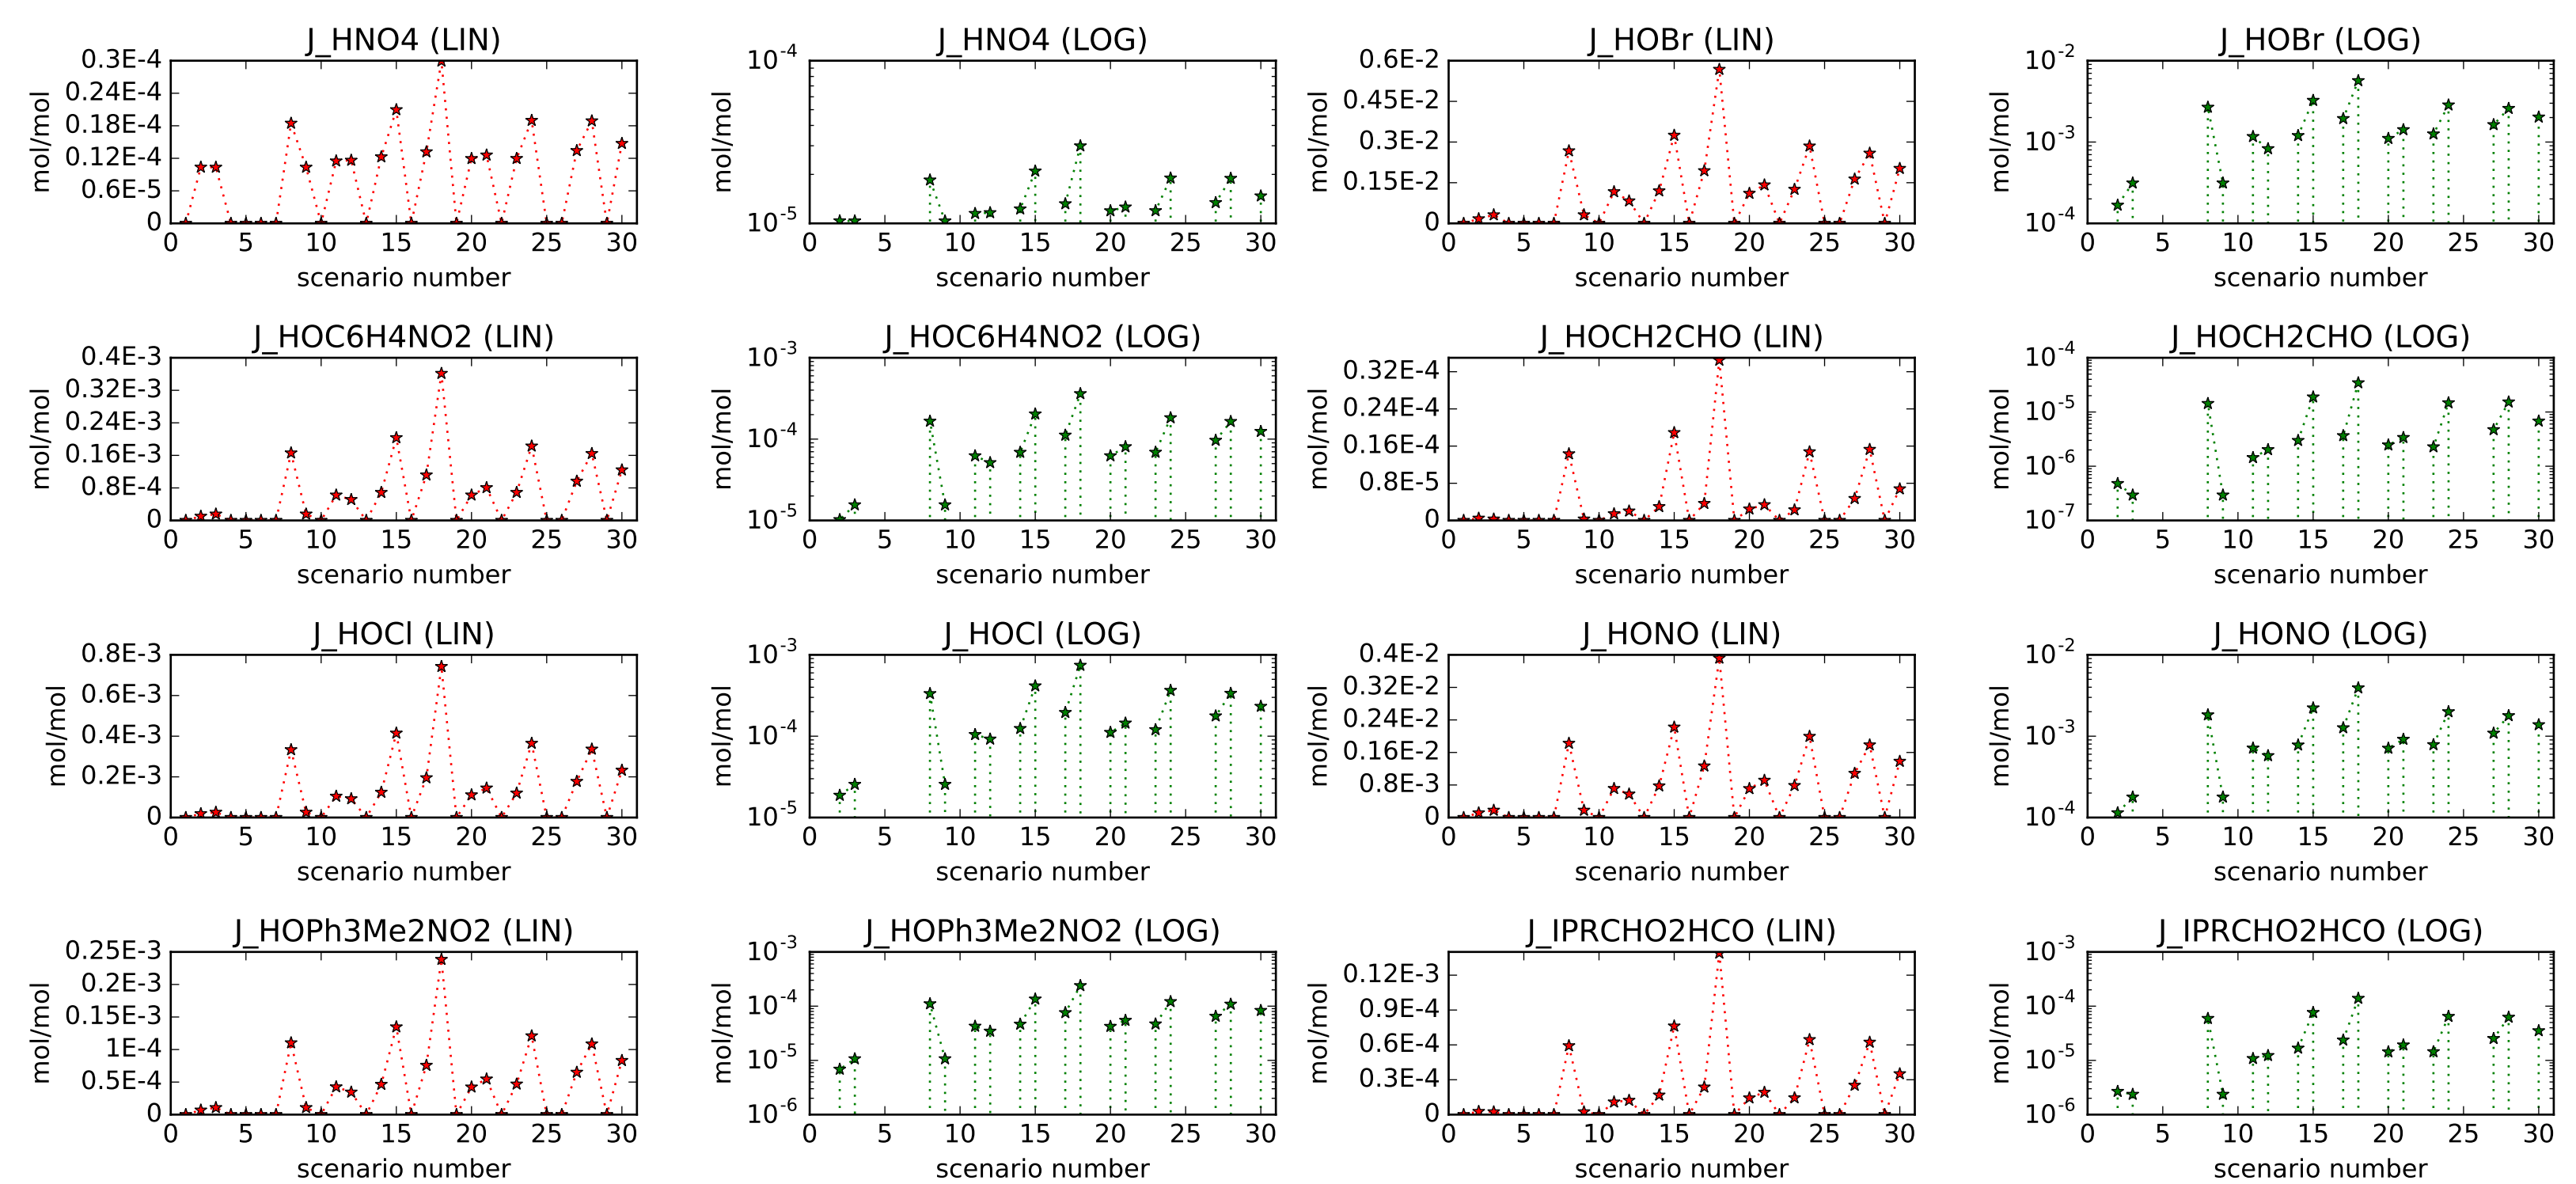 J_HNO4 (LIN)
mol/mol
0.3E-4
0.24E-4
0.18E-4
0.12E-4
0.6E-5
0
0 5 10 15 20 25 30
scenario number
J_HNO4 (LOG)
mol/mol
10-4
10-5
0 5 10 15 20 25 30
scenario number
J_HOBr (LIN)
mol/mol
0.6E-2
0.45E-2
0.3E-2
0.15E-2
0
0 5 10 15 20 25 30
scenario number
J_HOBr (LOG)
mol/mol
10-2
10-3
10-4
0 5 10 15 20 25 30
scenario number
J_HOC6H4NO2 (LIN)
mol/mol
0.4E-3
0.32E-3
0.24E-3
0.16E-3
0.8E-4
0
0 5 10 15 20 25 30
scenario number
J_HOC6H4NO2 (LOG)
mol/mol
10-3
10-4
10-5
0 5 10 15 20 25 30
scenario number
J_HOCH2CHO (LIN)
mol/mol
0.32E-4
0.24E-4
0.16E-4
0.8E-5
0
0 5 10 15 20 25 30
scenario number
J_HOCH2CHO (LOG)
mol/mol
10-4
10-5
10-6
10-7
0 5 10 15 20 25 30
scenario number
J_HOCl (LIN)
mol/mol
0.8E-3
0.6E-3
0.4E-3
0.2E-3
0
0 5 10 15 20 25 30
scenario number
J_HOCl (LOG)
mol/mol
10-3
10-4
10-5
0 5 10 15 20 25 30
scenario number
J_HONO (LIN)
mol/mol
0.4E-2
0.32E-2
0.24E-2
0.16E-2
0.8E-3
0
0 5 10 15 20 25 30
scenario number
J_HONO (LOG)
mol/mol
10-2
10-3
10-4
0 5 10 15 20 25 30
scenario number
J_HOPh3Me2NO2 (LIN)
mol/mol
0.25E-3
0.2E-3
0.15E-3
1E-4
0.5E-4
0
0 5 10 15 20 25 30
scenario number
J_HOPh3Me2NO2 (LOG)
mol/mol
10-3
10-4
10-5
10-6
0 5 10 15 20 25 30
scenario number
J_IPRCHO2HCO (LIN)
mol/mol
0.12E-3
0.9E-4
0.6E-4
0.3E-4
0
0 5 10 15 20 25 30
scenario number
J_IPRCHO2HCO (LOG)
mol/mol
10-3
10-4
10-5
10-6
0 5 10 15 20 25 30
scenario number